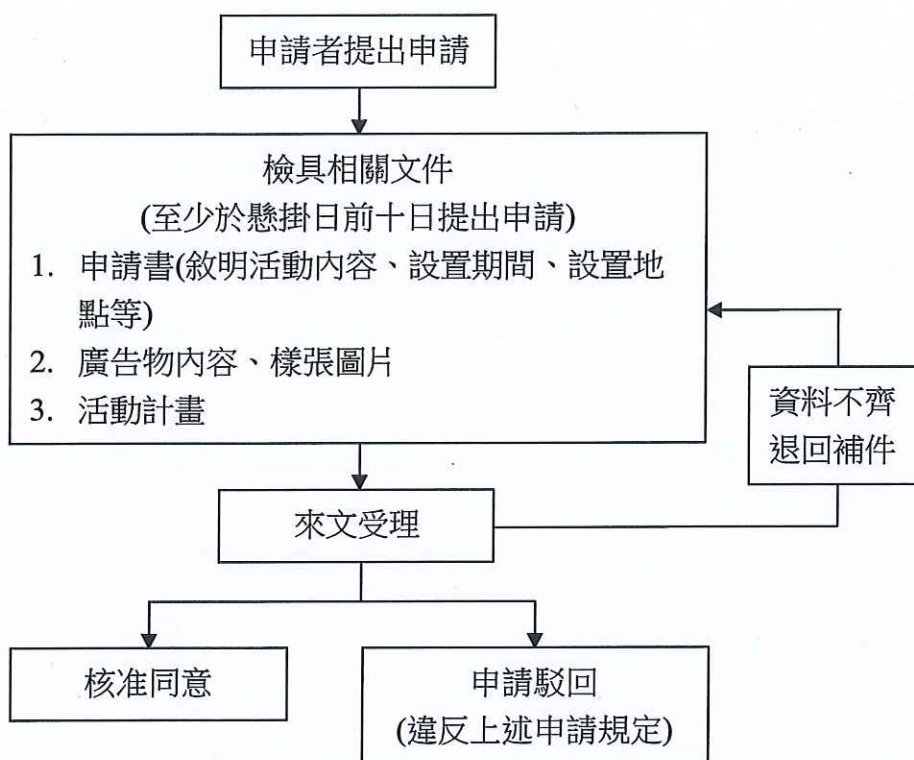 申請者提出申請
檢具相關文件
(至少於懸掛日前十日提出申請)
1. 申請書(敘明活動內容、設置期間、設置地
點等)
2. 廣告物內容、樣張圖片
3. 活動計畫
資料不齊
退回補件
來文受理
核准同意
申請駁回
(違反上述申請規定)